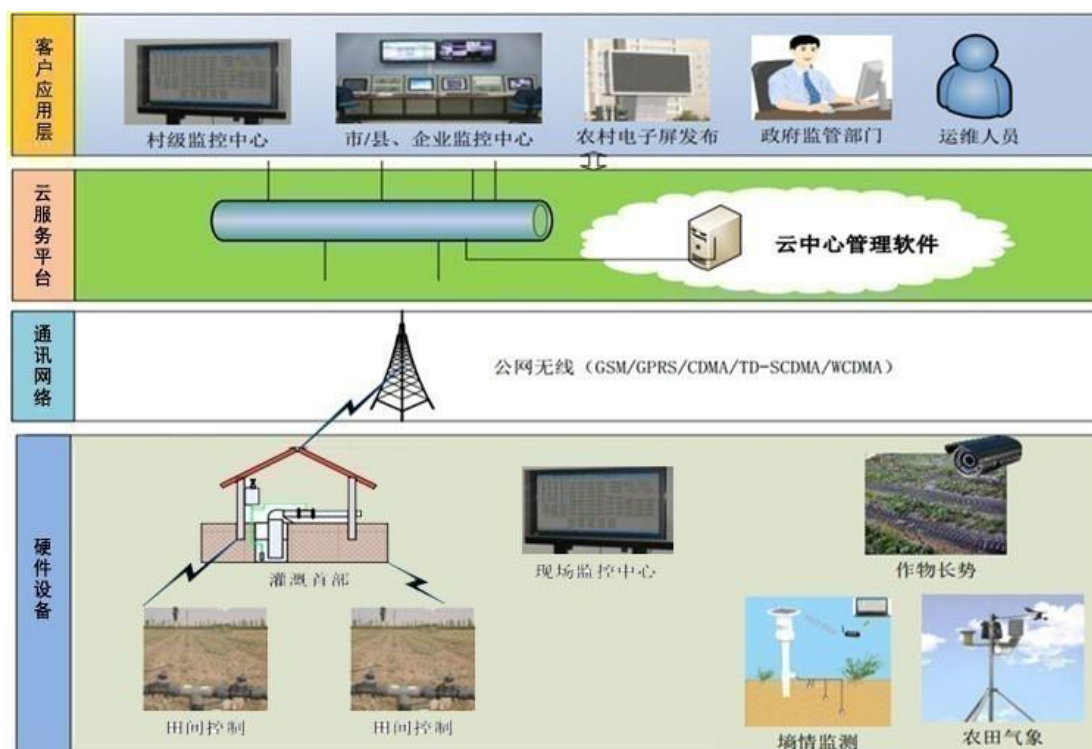 客户应用层
村级监控中心
市/县、企业监控中心
农村电子屏发布
政府监管部门
运维人员
云服务平台
云中心管理软件
通讯网络
公网无线（GSM/GPRS/CDMA/TD-SCDMA/WCDMA）
硬件设备
灌溉首部
现场监控中心
作物长势
田间控制
田间控制
墒情监测
农田气象